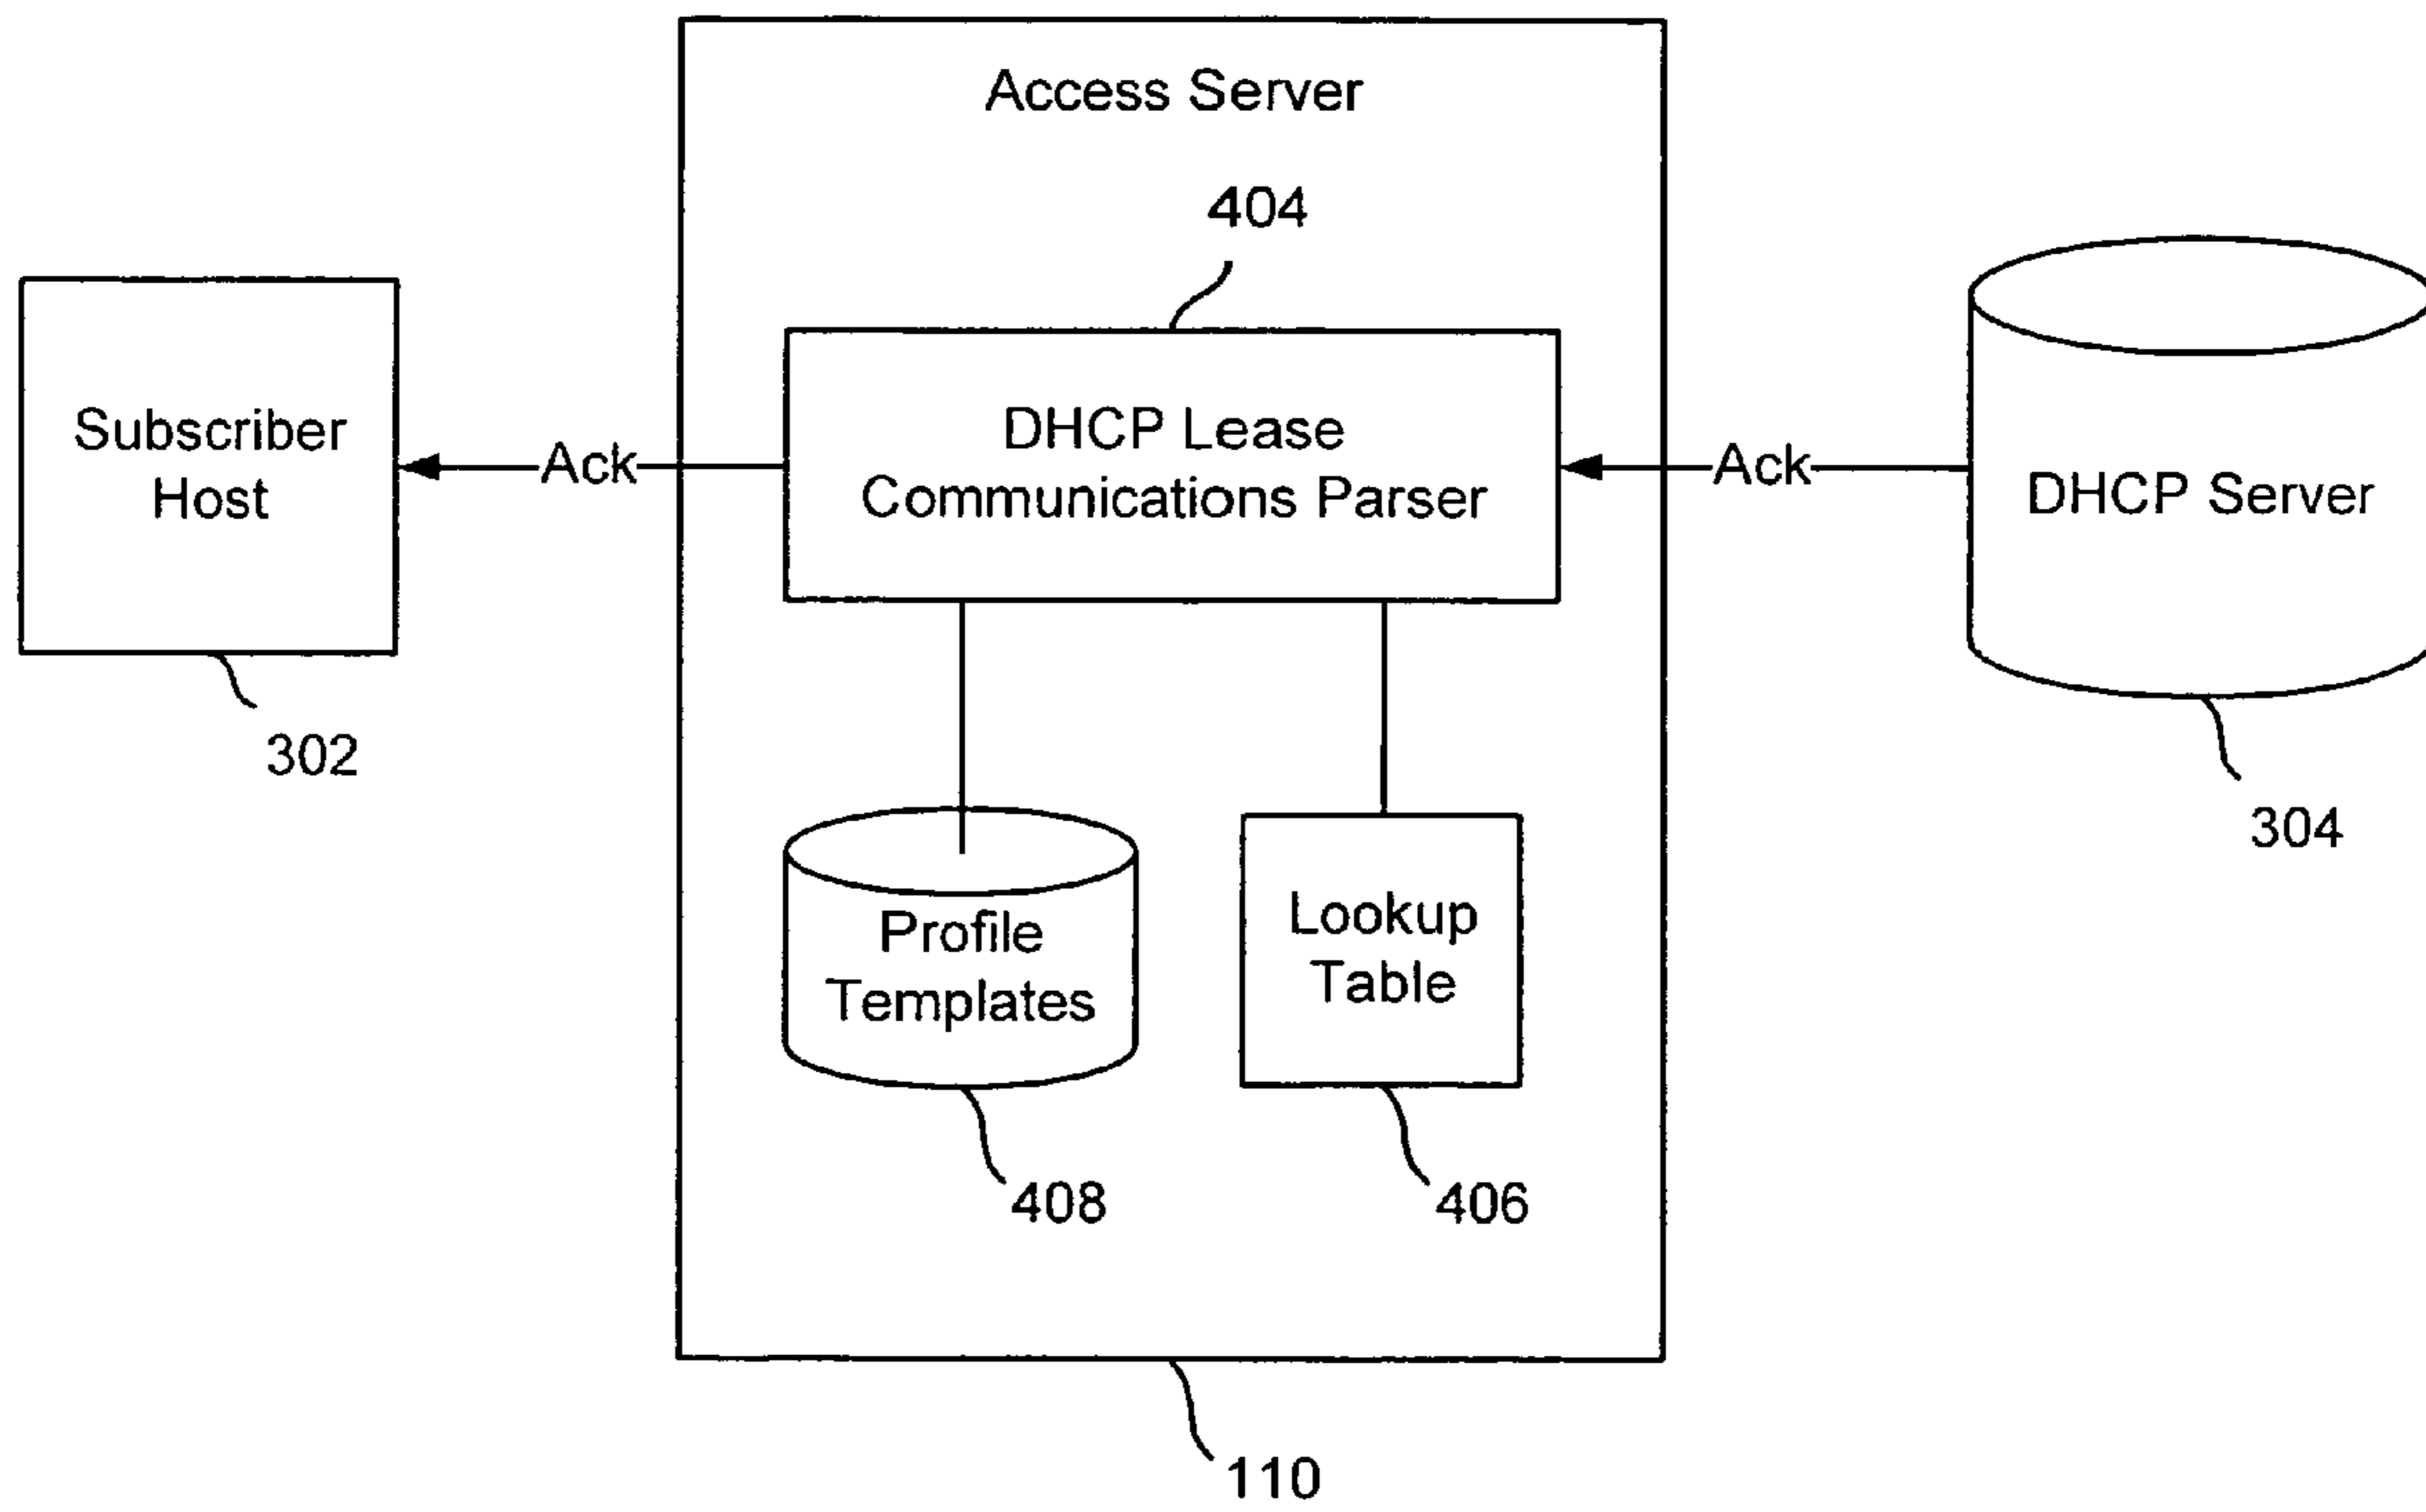 Access Server
404
Subscriber
Host
Ack
DHCP Lease
Communications Parser
Ack
DHCP Server
302
304
Profile
Templates
Lookup
Table
408
406
110